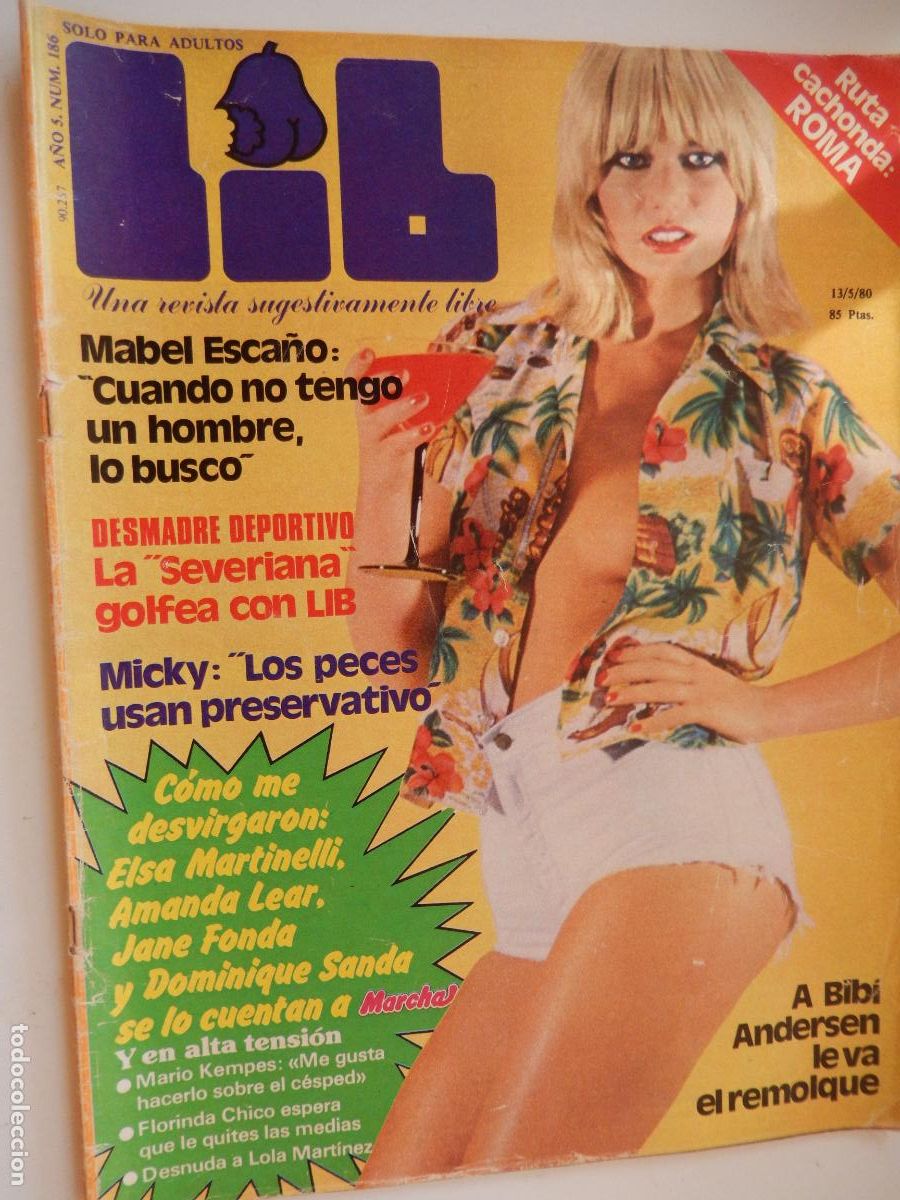 SOLO PARA ADULTOS
90.257 AÑO 5. NUM. 186
Lib
Una revista sugestivamente libre
Ruta
cachonda:
ROMA
13/5/80
85 Ptas.
Mabel Escaño:
"Cuando no tengo
un hombre,
lo busco"
DESMADRE DEPORTIVO
La "Severiana"
golfea con LIB
Micky: "Los peces
usan preservativo"
Cómo me
desvirgaron:
Elsa Martinelli,
Amanda Lear,
Jane Fonda
y Dominique Sanda
se lo cuentan a Marcha
Y en alta tensión
• Mario Kempes: «Me gusta
hacerlo sobre el césped»
• Florinda Chico espera
que le quites las medias
• Desnuda a Lola Martínez
A Bibí
Andersen
le va
el remolque
todocoleccion.net